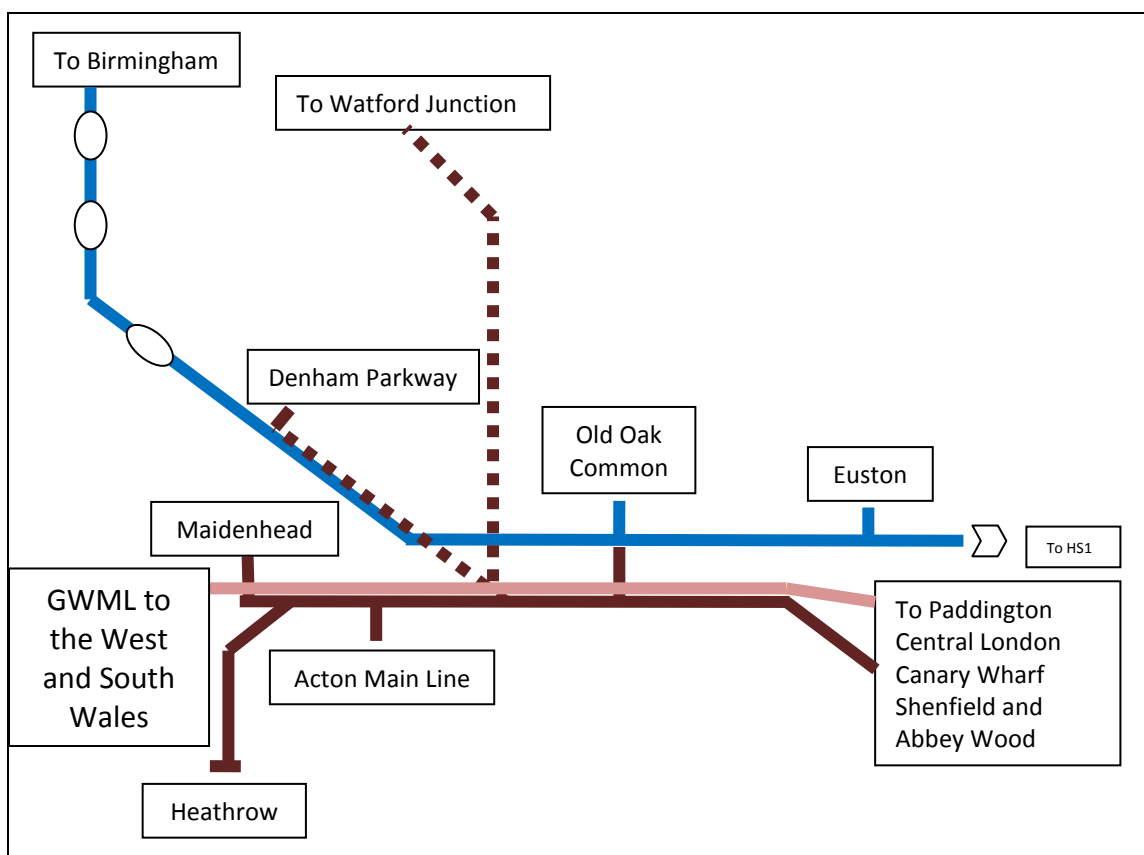 To Birmingham
To Watford Junction
Denham Parkway
Old Oak
Common
Euston
Maidenhead
To HS1
GWML to
the West
and South
Wales
To Paddington
Central London
Canary Wharf
Shenfield and
Abbey Wood
Acton Main Line
Heathrow